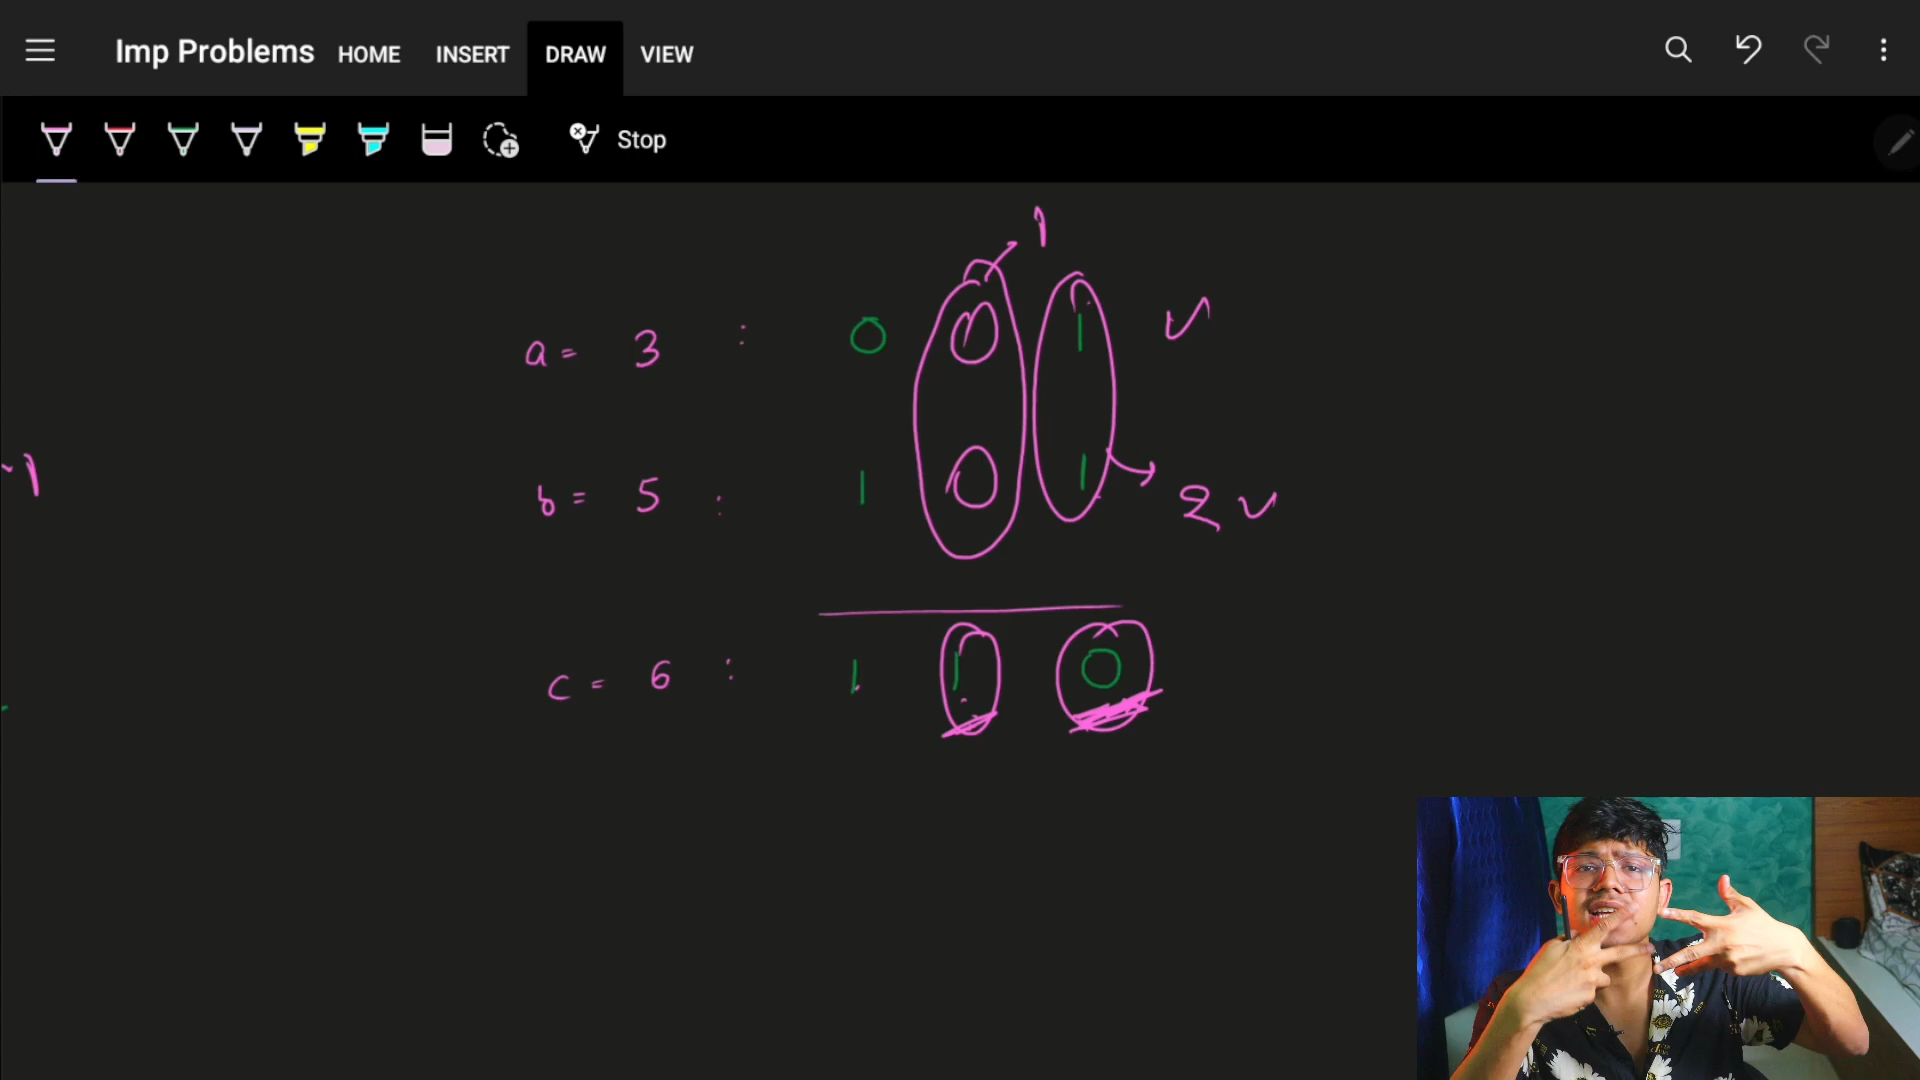 Imp Problems HOME INSERT DRAW VIEW
Stop
1
a = 3 : 0 0 1
b = 5 : 1 0 1
2
c = 6 : 1 1 0